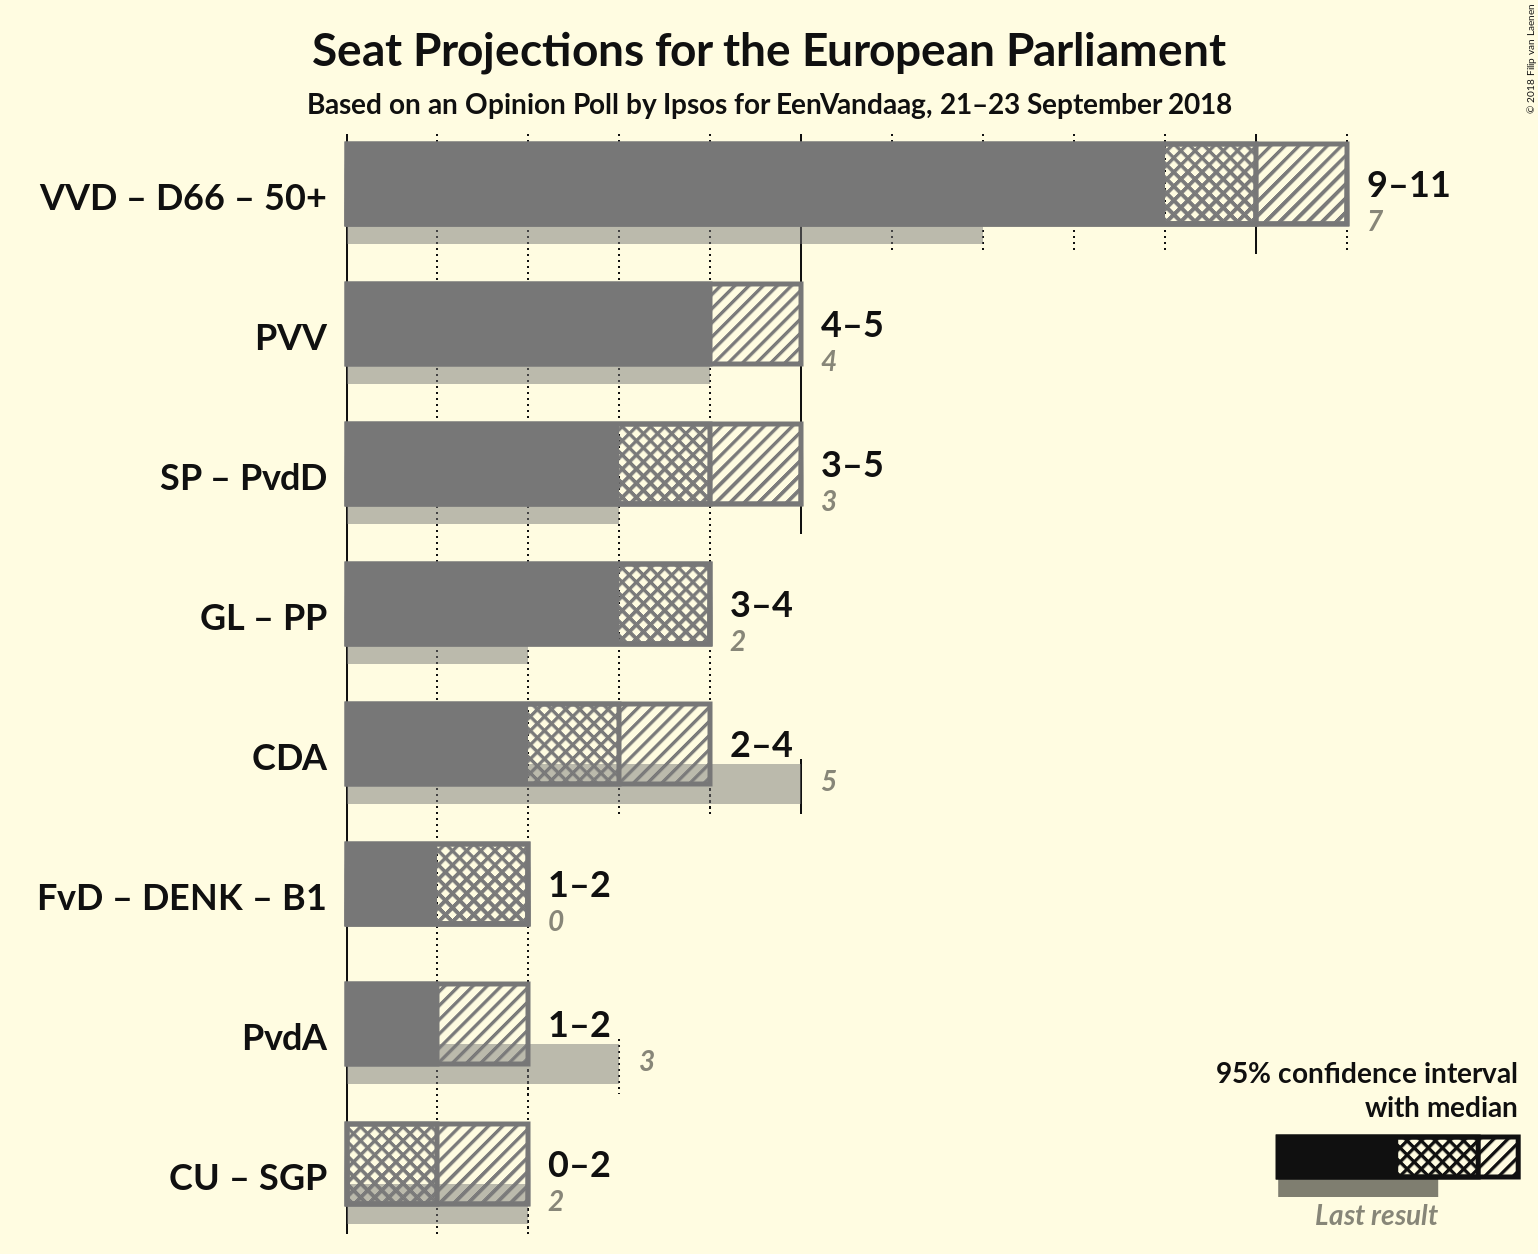 Seat Projections for the European Parliament
Based on an Opinion Poll by Ipsos for EenVandaag, 21–23 September 2018
© 2018 Filip van Laenen
VVD – D66 – 50+
9–11
7
PVV
4–5
4
SP – PvdD
3–5
3
GL – PP
3–4
2
CDA
2–4
5
FvD – DENK – B1
1–2
0
PvdA
1–2
3
CU – SGP
0–2
2
95% confidence interval
with median
Last result